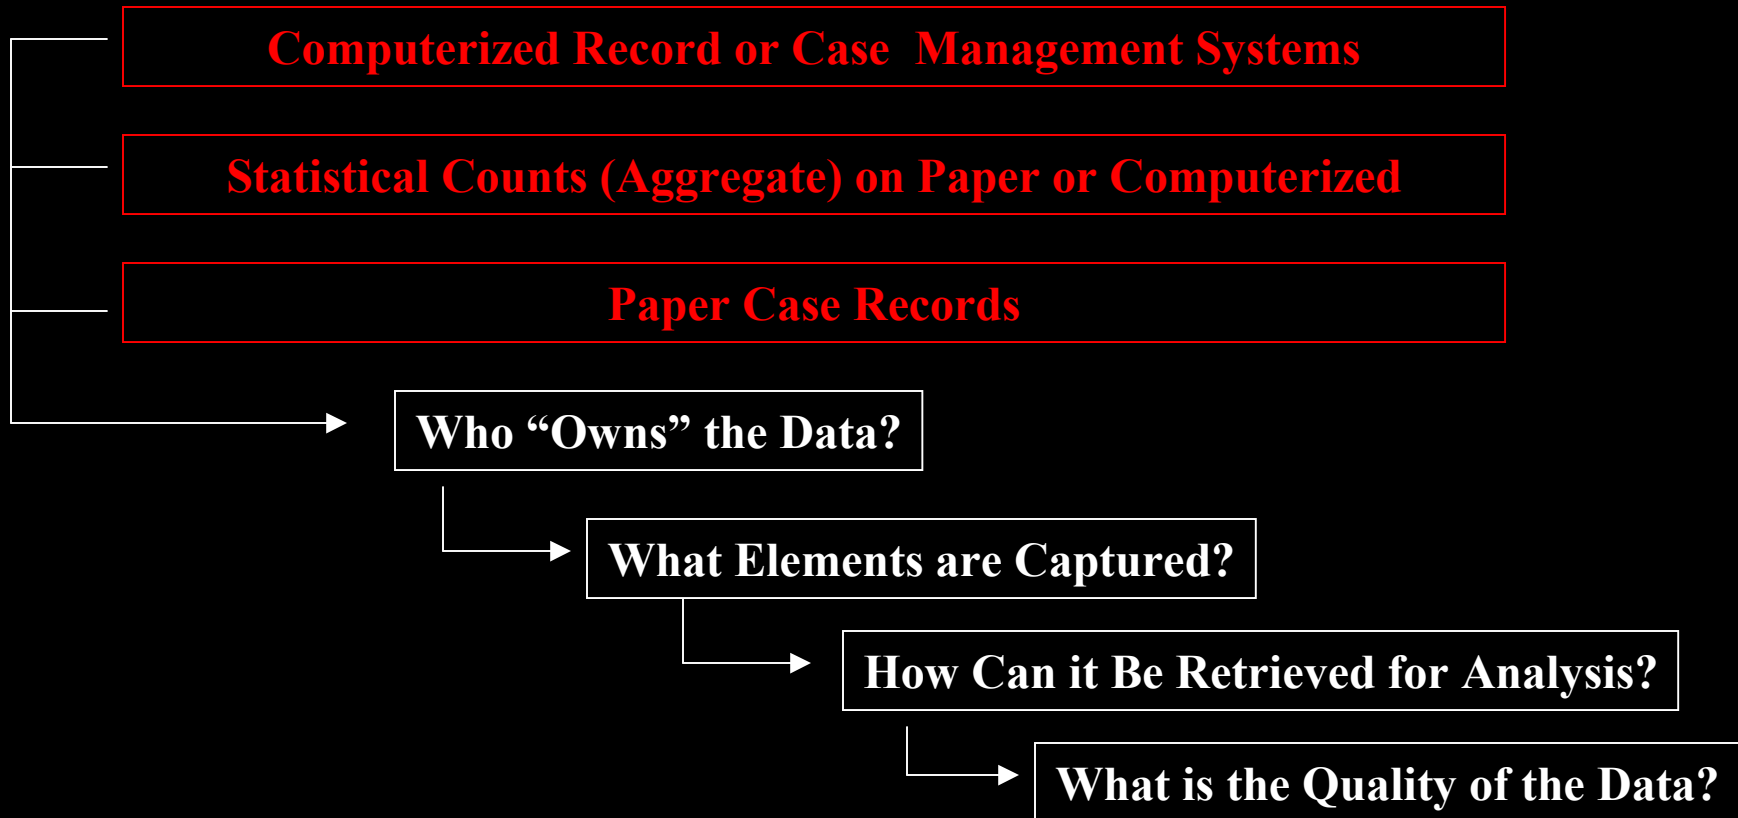 Computerized Record or Case  Management Systems
Statistical Counts (Aggregate) on Paper or Computerized
Paper Case Records
Who “Owns” the Data?
What Elements are Captured?
How Can it Be Retrieved for Analysis?
What is the Quality of the Data?